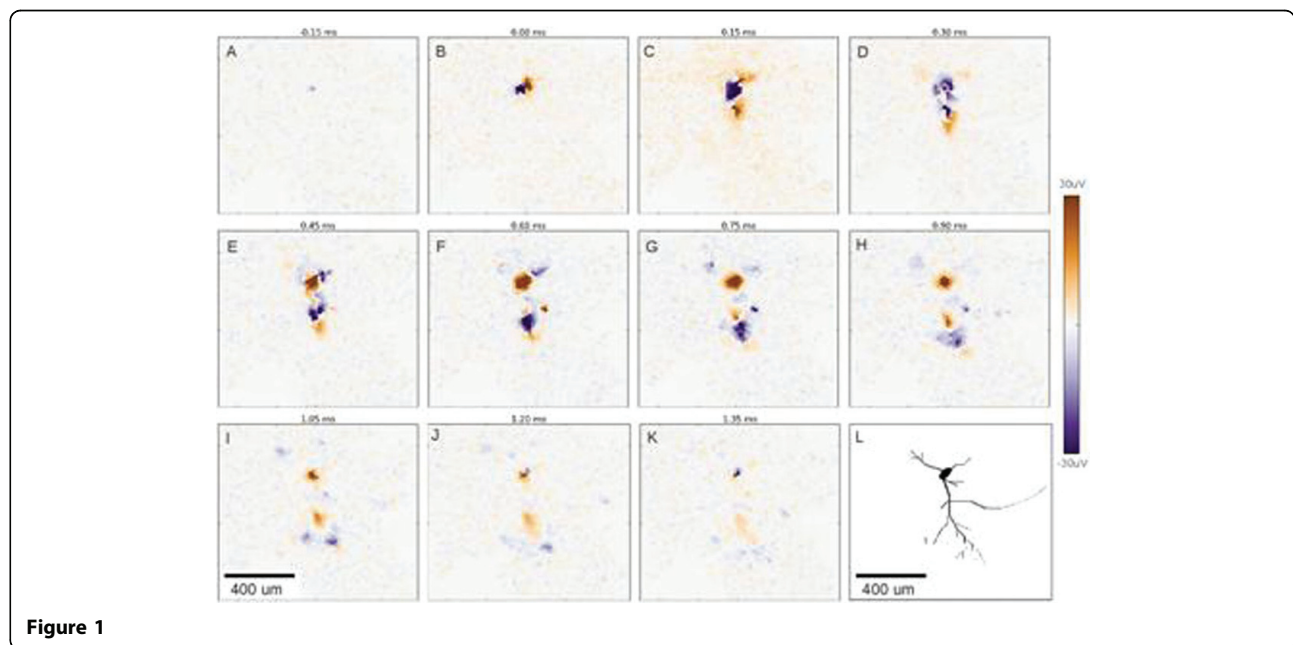 -0.15 ms
0.00 ms
0.15 ms
0.30 ms
A
B
C
D
30uV
0.45 ms
0.60 ms
0.75 ms
0.90 ms
E
F
G
H
1.05 ms
1.20 ms
1.35 ms
I
J
K
L
-30uV
400 um
400 um
Figure 1